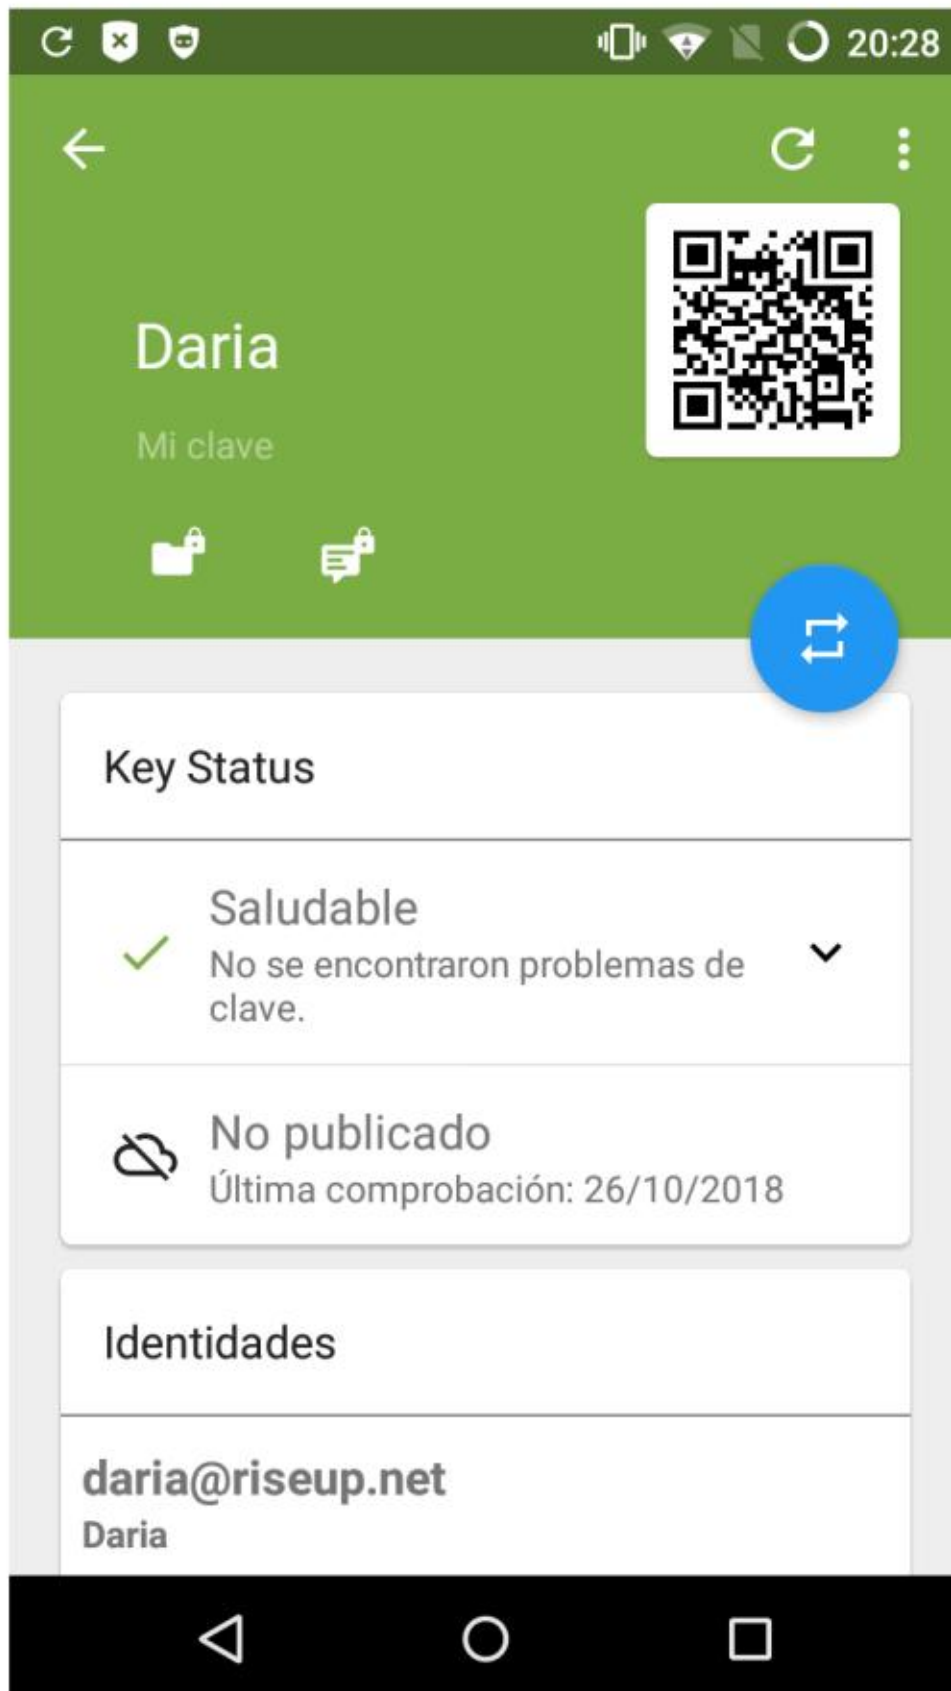 20:28
Daria
Mi clave
Key Status
Saludable
No se encontraron problemas de
clave.
No publicado
Última comprobación: 26/10/2018
Identidades
daria@riseup.net
Daria